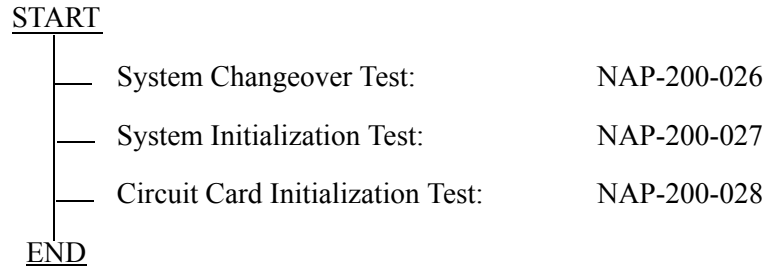 START
System Changeover Test: NAP-200-026
System Initialization Test: NAP-200-027
Circuit Card Initialization Test: NAP-200-028
END